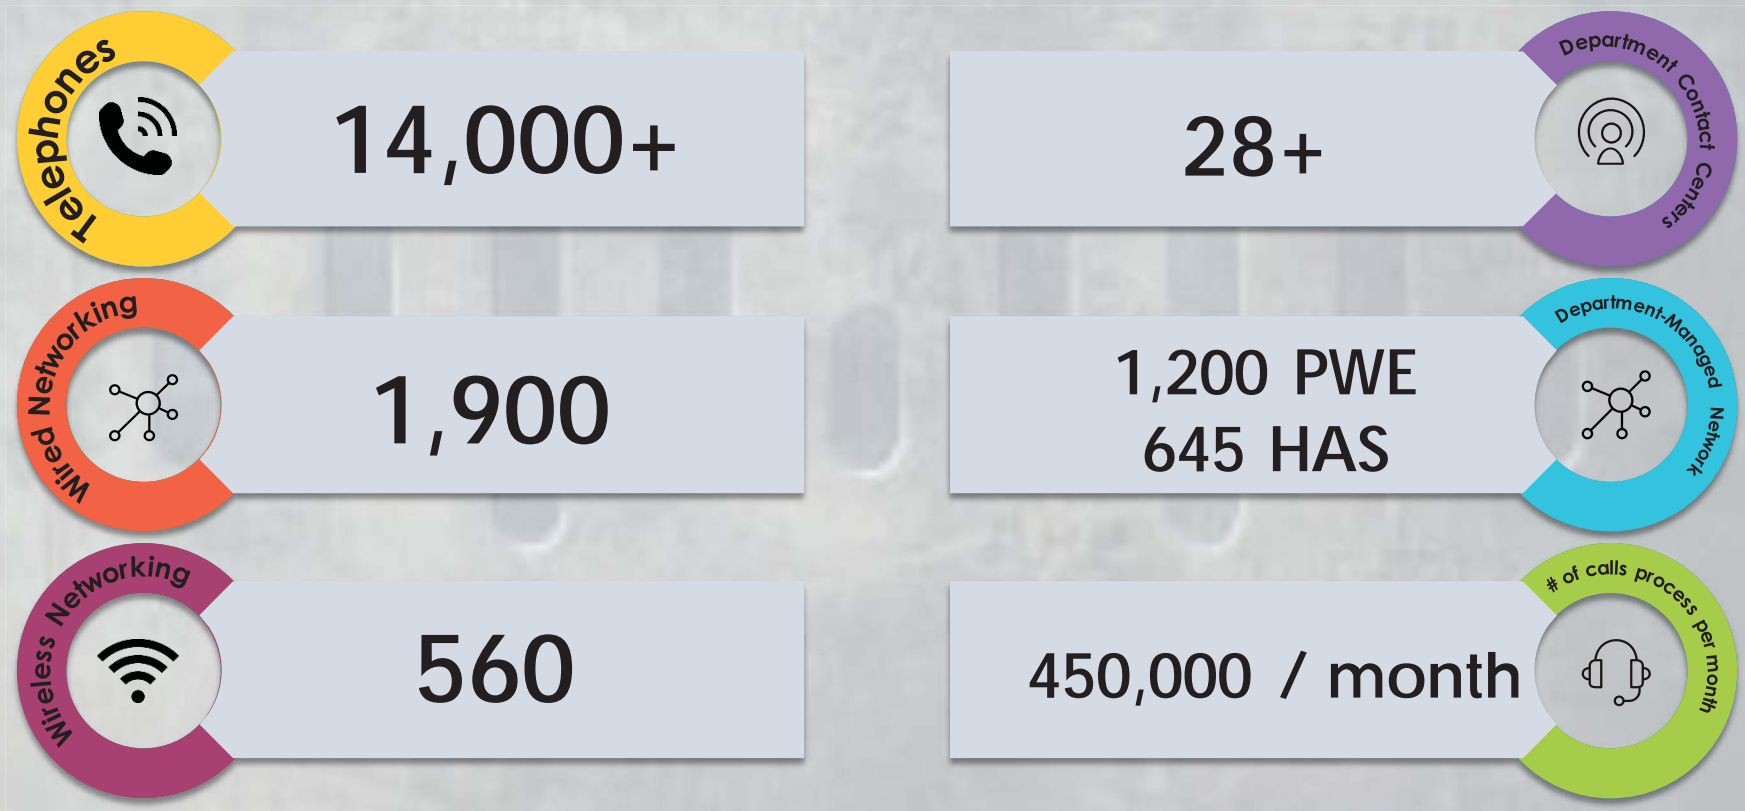 Telephones
14,000+
Department Contact Centers
28+
Wired Networking
1,900
Department-Managed Network
1,200 PWE
645 HAS
Wireless Networking
560
# of calls process per month
450,000 / month